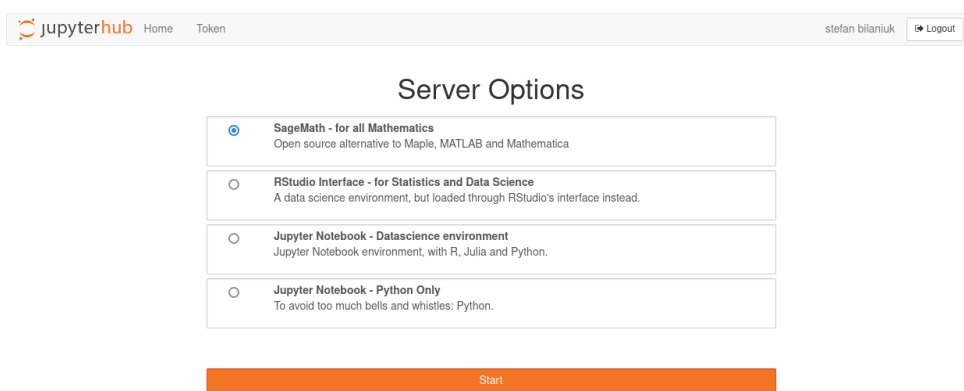 jupyterhub Home Token stefan bilaniuk Logout
Server Options
SageMath - for all Mathematics
Open source alternative to Maple, MATLAB and Mathematica
RStudio Interface - for Statistics and Data Science
A data science environment, but loaded through RStudio's interface instead.
Jupyter Notebook - Datascience environment
Jupyter Notebook environment, with R, Julia and Python.
Jupyter Notebook - Python Only
To avoid too much bells and whistles: Python.
Start